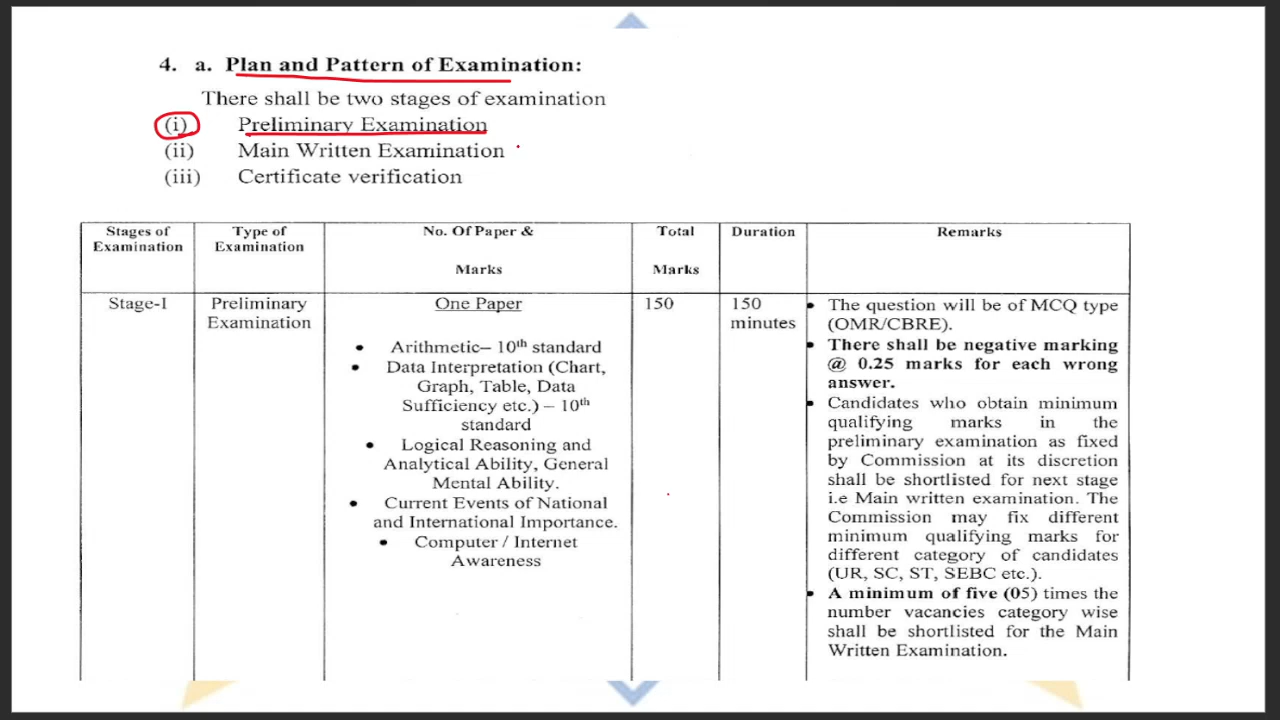 4. a. Plan and Pattern of Examination:
There shall be two stages of examination
(i) Preliminary Examination
(ii) Main Written Examination
(iii) Certificate verification
Stages of
Examination
Type of
Examination
No. Of Paper &
Marks
Total
Marks
Duration
Remarks
Stage-I
Preliminary
Examination
One Paper
• Arithmetic– 10th standard
• Data Interpretation (Chart,
Graph, Table, Data
Sufficiency etc.) – 10th
standard
• Logical Reasoning and
Analytical Ability, General
Mental Ability.
• Current Events of National
and International Importance.
• Computer / Internet
Awareness
150
150
minutes
• The question will be of MCQ type
(OMR/CBRE).
• There shall be negative marking
@ 0.25 marks for each wrong
answer.
• Candidates who obtain minimum
qualifying marks in the
preliminary examination as fixed
by Commission at its discretion
shall be shortlisted for next stage
i.e Main written examination. The
Commission may fix different
minimum qualifying marks for
different category of candidates
(UR, SC, ST, SEBC etc.).
• A minimum of five (05) times the
number vacancies category wise
shall be shortlisted for the Main
Written Examination.